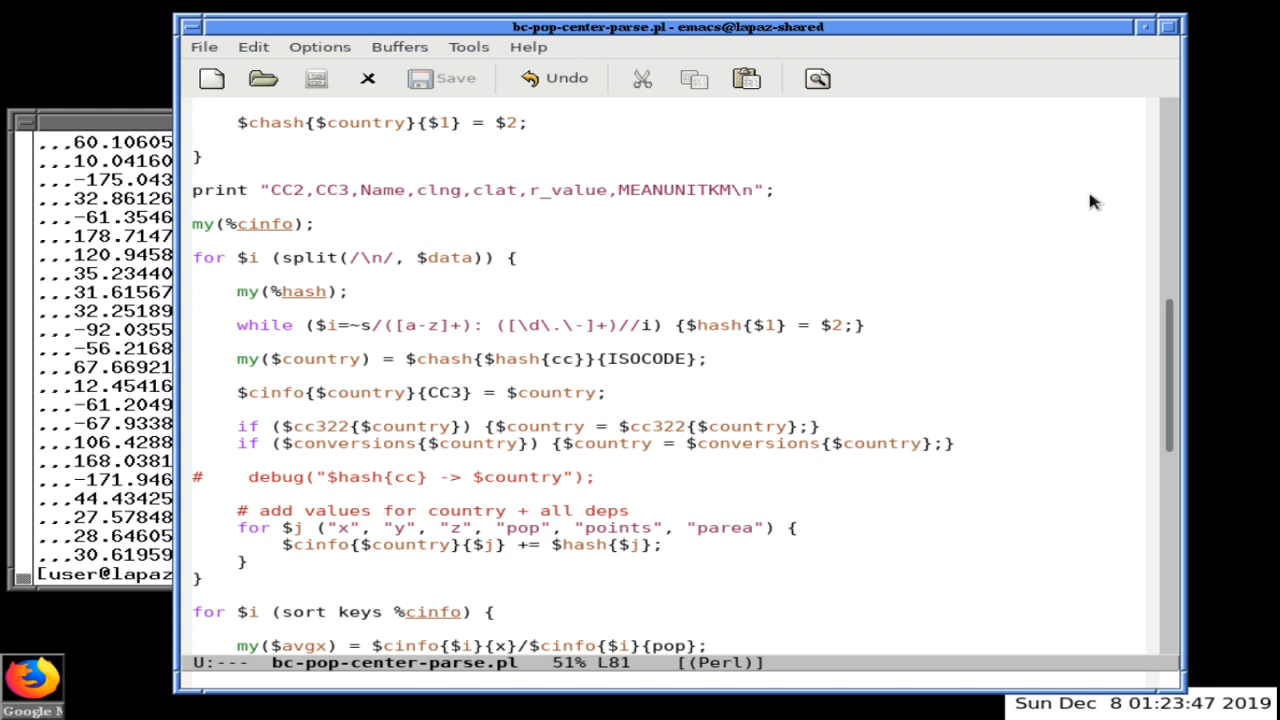 bc-pop-center-parse.pl - emacs@lapaz-shared
File Edit Options Buffers Tools Help
Save Undo
$chash{$country}{$1} = $2;
}
print "CC2,CC3,Name,clng,clat,r_value,MEANUNITKM\n";
my(%cinfo);
for $i (split(/\n/, $data)) {
my(%hash);
while ($i=~s/([a-z]+): ([\d\.\-]+)//i) {$hash{$1} = $2;}
my($country) = $chash{$hash{cc}}{ISOCODE};
$cinfo{$country}{CC3} = $country;
if ($cc322{$country}) {$country = $cc322{$country};}
if ($conversions{$country}) {$country = $conversions{$country};}
#    debug("$hash{cc} -> $country");
# add values for country + all deps
for $j ("x", "y", "z", "pop", "points", "parea") {
$cinfo{$country}{$j} += $hash{$j};
}
}
for $i (sort keys %cinfo) {
my($avgx) = $cinfo{$i}{x}/$cinfo{$i}{pop};
U:--- bc-pop-center-parse.pl 51% L81 [(Perl)]
,,,60.10605
,,,10.04160
,,,-175.043
,,,32.86126
,,,-61.3546
,,,178.7147
,,,120.9458
,,,35.23440
,,,31.61567
,,,32.25189
,,,-92.0355
,,,-56.2168
,,,67.66921
,,,12.45416
,,,-61.2049
,,,-67.9338
,,,106.4288
,,,168.0381
,,,-171.946
,,,44.43425
,,,27.57848
,,,28.64605
,,,30.61959
[user@lapaz
Google M
Sun Dec  8 01:23:47 2019